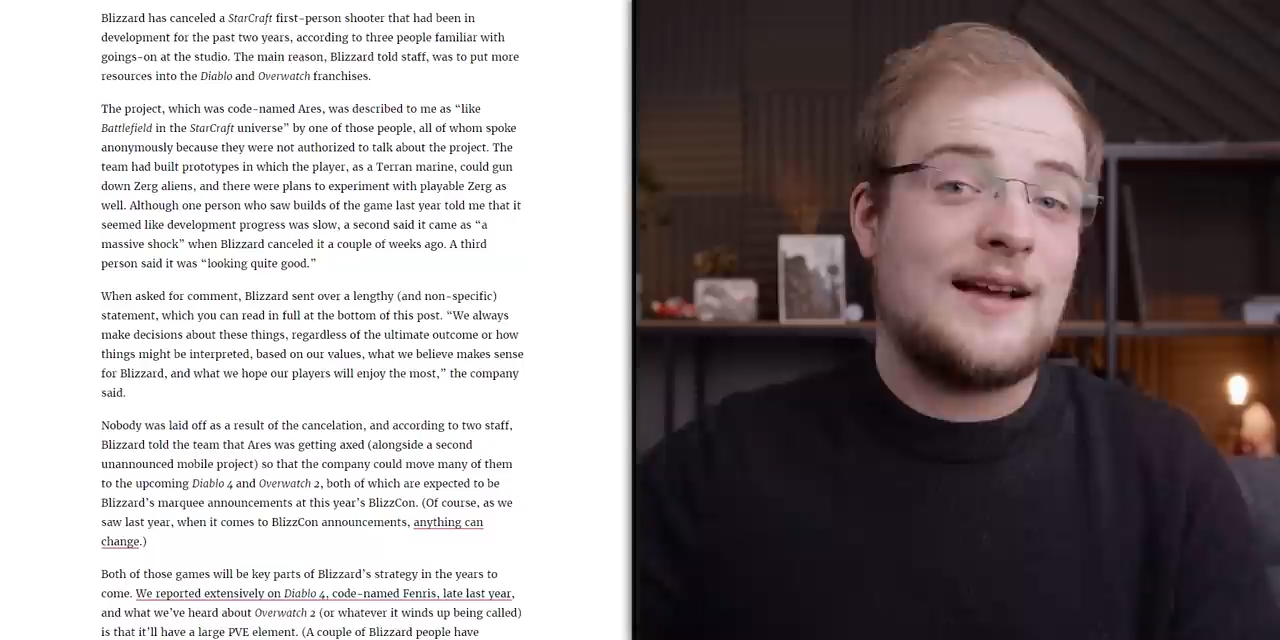 Blizzard has canceled a StarCraft first-person shooter that had been in
development for the past two years, according to three people familiar with
goings-on at the studio. The main reason, Blizzard told staff, was to put more
resources into the Diablo and Overwatch franchises.
The project, which was code-named Ares, was described to me as “like
Battlefield in the StarCraft universe” by one of those people, all of whom spoke
anonymously because they were not authorized to talk about the project. The
team had built prototypes in which the player, as a Terran marine, could gun
down Zerg aliens, and there were plans to experiment with playable Zerg as
well. Although one person who saw builds of the game last year told me that it
seemed like development progress was slow, a second said it came as “a
massive shock” when Blizzard canceled it a couple of weeks ago. A third
person said it was “looking quite good.”
When asked for comment, Blizzard sent over a lengthy (and non-specific)
statement, which you can read in full at the bottom of this post. “We always
make decisions about these things, regardless of the ultimate outcome or how
things might be interpreted, based on our values, what we believe makes sense
for Blizzard, and what we hope our players will enjoy the most,” the company
said.
Nobody was laid off as a result of the cancelation, and according to two staff,
Blizzard told the team that Ares was getting axed (alongside a second
unannounced mobile project) so that the company could move many of them
to the upcoming Diablo 4 and Overwatch 2, both of which are expected to be
Blizzard’s marquee announcements at this year’s BlizzCon. (Of course, as we
saw last year, when it comes to BlizzCon announcements, anything can
change.)
Both of those games will be key parts of Blizzard’s strategy in the years to
come. We reported extensively on Diablo 4, code-named Fenris, late last year,
and what we’ve heard about Overwatch 2 (or whatever it winds up being called)
is that it’ll have a large PVE element. (A couple of Blizzard people have